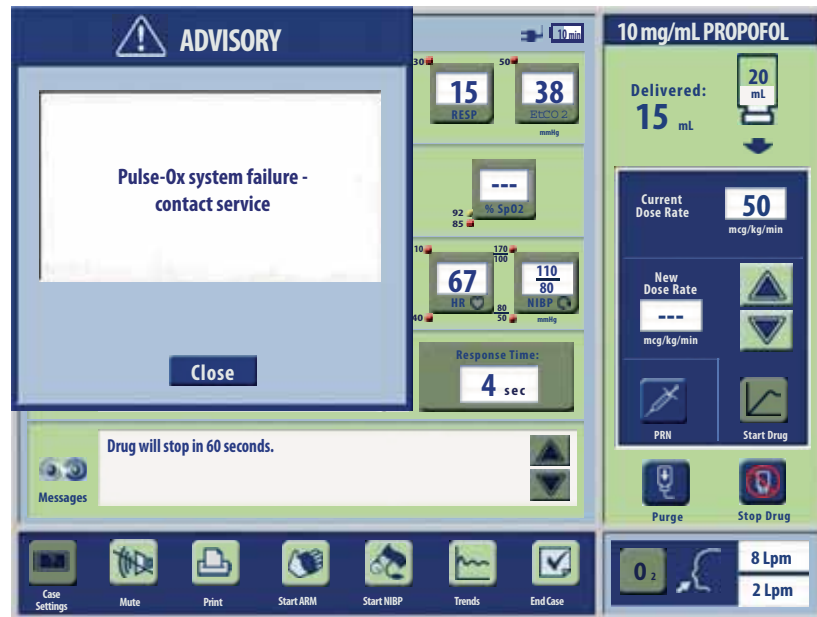 ADVISORY
Pulse-Ox system failure -
contact service
Close
10 min
30
50
15
RESP
38
EtCO2
mmHg
---
% SpO2
92
85
10
170
100
67
HR
110
80
NIBP
40
80
50
mmHg
Response Time:
4 sec
Messages
Drug will stop in 60 seconds.
Case
Settings
Mute
Print
Start ARM
Start NIBP
Trends
End Case
10 mg/mL PROPOFOL
Delivered:
15 mL
20
mL
Current
Dose Rate
50
mcg/kg/min
New
Dose Rate
---
mcg/kg/min
PRN
Start Drug
Purge
Stop Drug
O2
8 Lpm
2 Lpm